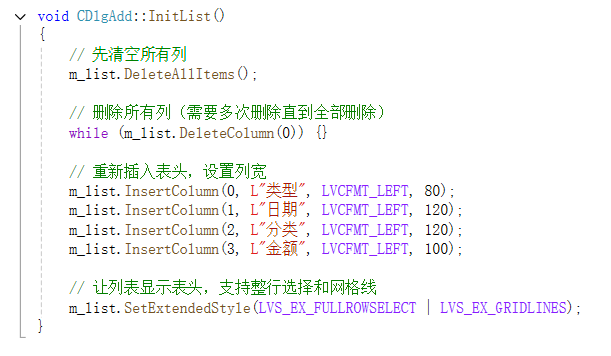 void CDlgAdd::InitList()
{
// 先清空所有列
m_list.DeleteAllItems();
// 删除所有列（需要多次删除直到全部删除）
while (m_list.DeleteColumn(0)) {}
// 重新插入表头，设置列宽
m_list.InsertColumn(0, L"类型", LVCFMT_LEFT, 80);
m_list.InsertColumn(1, L"日期", LVCFMT_LEFT, 120);
m_list.InsertColumn(2, L"分类", LVCFMT_LEFT, 120);
m_list.InsertColumn(3, L"金额", LVCFMT_LEFT, 100);
// 让列表显示表头，支持整行选择和网格线
m_list.SetExtendedStyle(LVS_EX_FULLROWSELECT | LVS_EX_GRIDLINES);
}